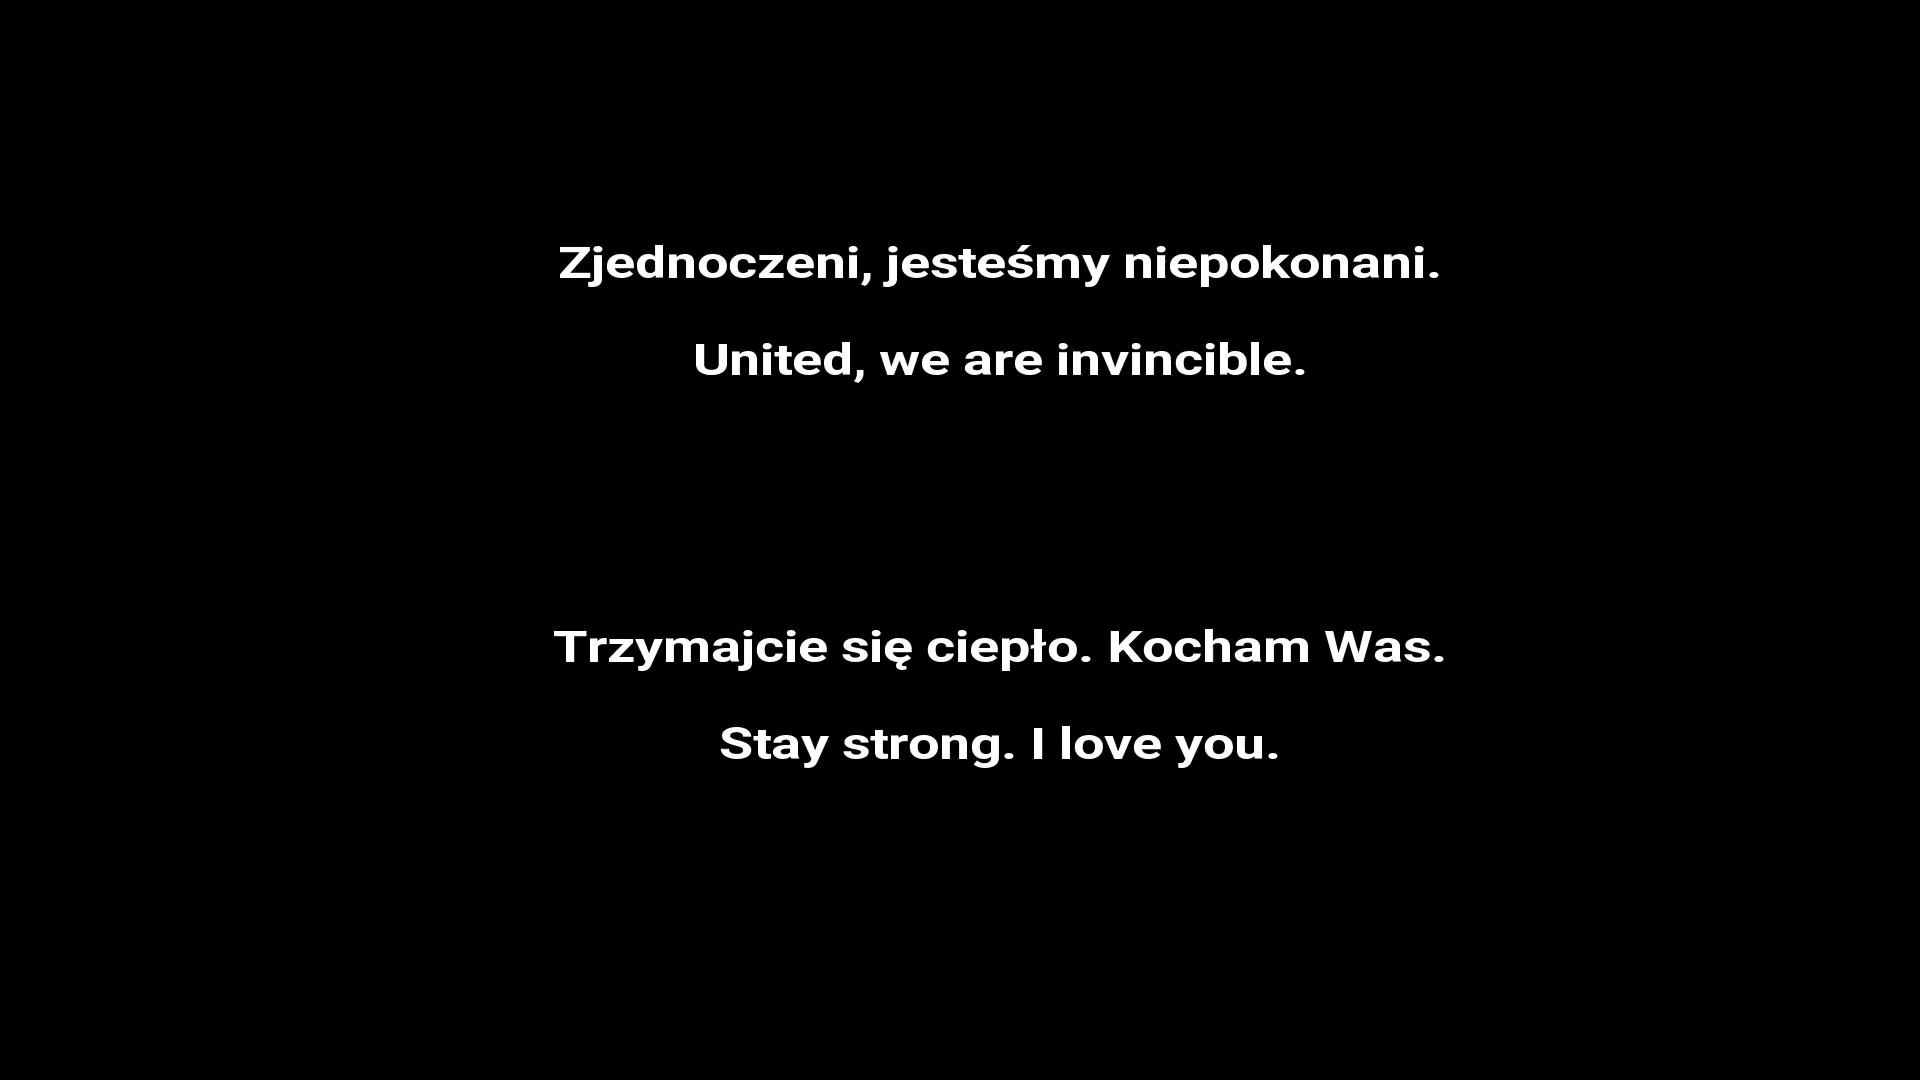 Zjednoczeni, jesteśmy niepokonani.
United, we are invincible.
Trzymajcie się ciepło. Kocham Was.
Stay strong. I love you.